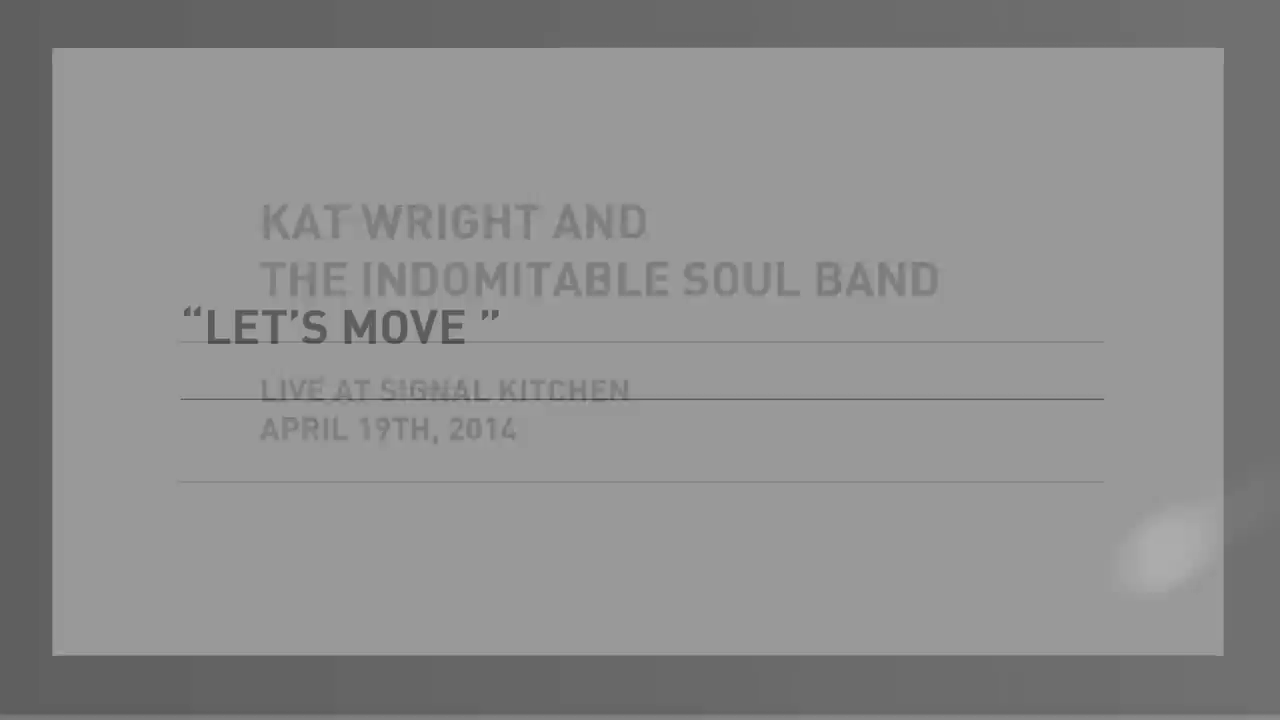 KAT WRIGHT AND
THE INDOMITABLE SOUL BAND
“LET’S MOVE ”
LIVE AT SIGNAL KITCHEN
APRIL 19TH, 2014